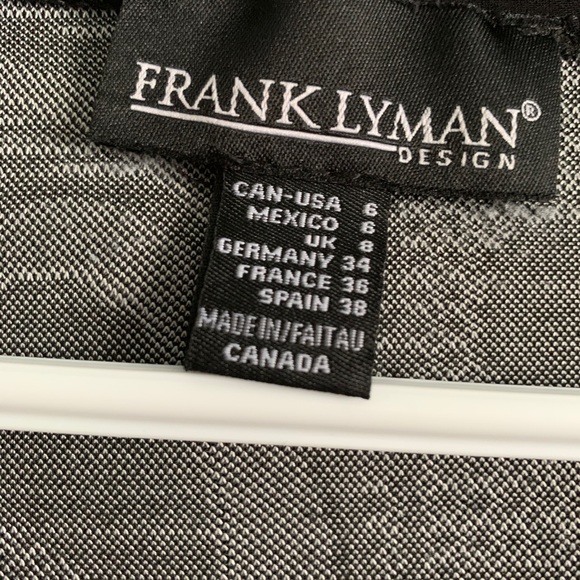 FRANK LYMAN®
DESIGN
CAN-USA 6
MEXICO 6
UK 8
GERMANY 34
FRANCE 36
SPAIN 38
MADE IN/FAIT AU
CANADA